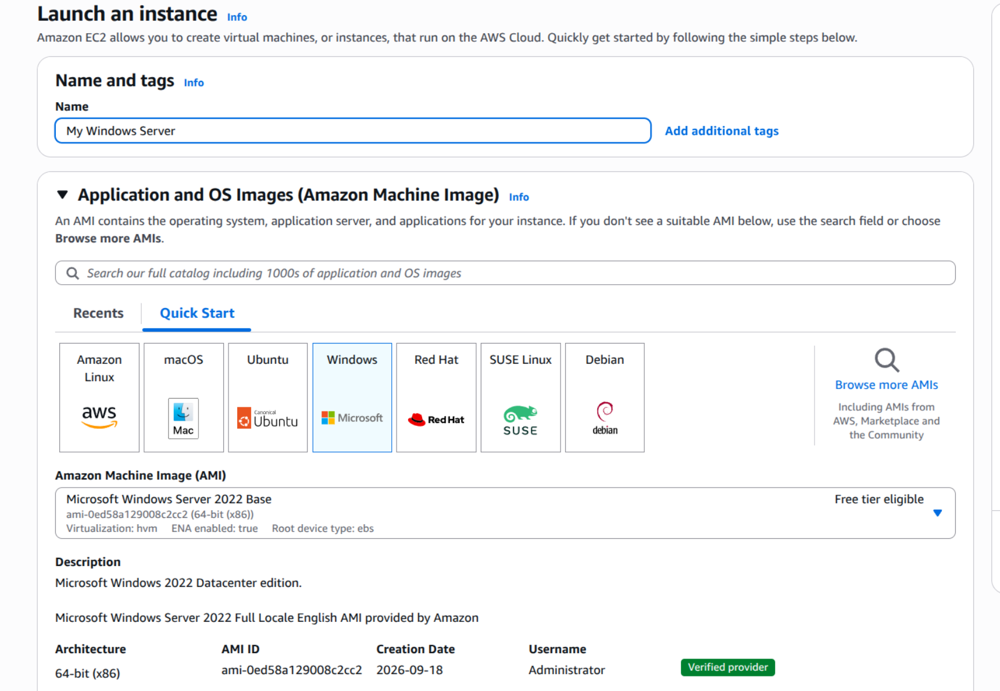 Launch an instance Info
Amazon EC2 allows you to create virtual machines, or instances, that run on the AWS Cloud. Quickly get started by following the simple steps below.
Name and tags Info
Name
My Windows Server
Add additional tags
Application and OS Images (Amazon Machine Image) Info
An AMI contains the operating system, application server, and applications for your instance. If you don't see a suitable AMI below, use the search field or choose
Browse more AMIs.
Search our full catalog including 1000s of application and OS images
Recents
Quick Start
Amazon
Linux
aws
macOS
Mac
Ubuntu
Canonical
Ubuntu
Windows
Microsoft
Red Hat
Red Hat
SUSE Linux
SUSE
Debian
debian
Browse more AMIs
Including AMIs from
AWS, Marketplace and
the Community
Amazon Machine Image (AMI)
Microsoft Windows Server 2022 Base
Free tier eligible
ami-0ed58a129008c2cc2 (64-bit (x86))
Virtualization: hvm ENA enabled: true Root device type: ebs
Description
Microsoft Windows 2022 Datacenter edition.
Microsoft Windows Server 2022 Full Locale English AMI provided by Amazon
Architecture AMI ID Creation Date Username
64-bit (x86) ami-0ed58a129008c2cc2 2026-09-18 Administrator Verified provider